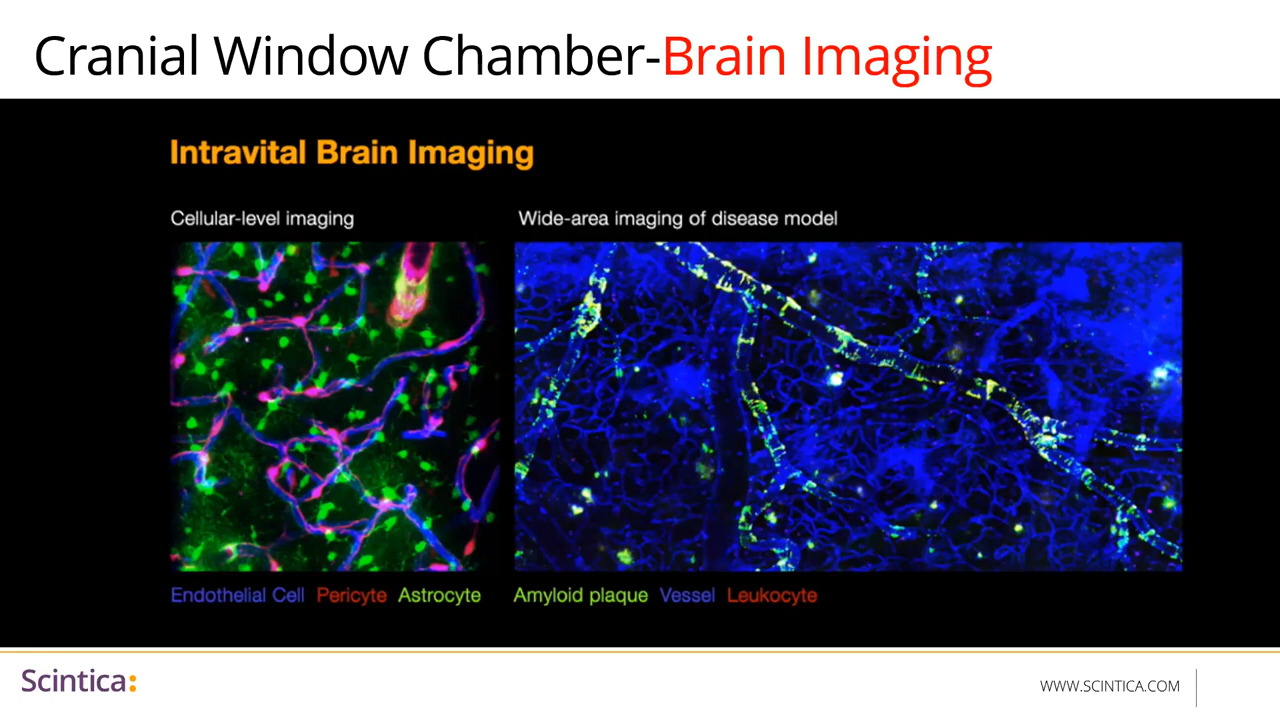 Cranial Window Chamber-Brain Imaging
Intravital Brain Imaging
Cellular-level imaging
Wide-area imaging of disease model
Endothelial Cell Pericyte Astrocyte
Amyloid plaque Vessel Leukocyte
Scintica:
WWW.SCINTICA.COM